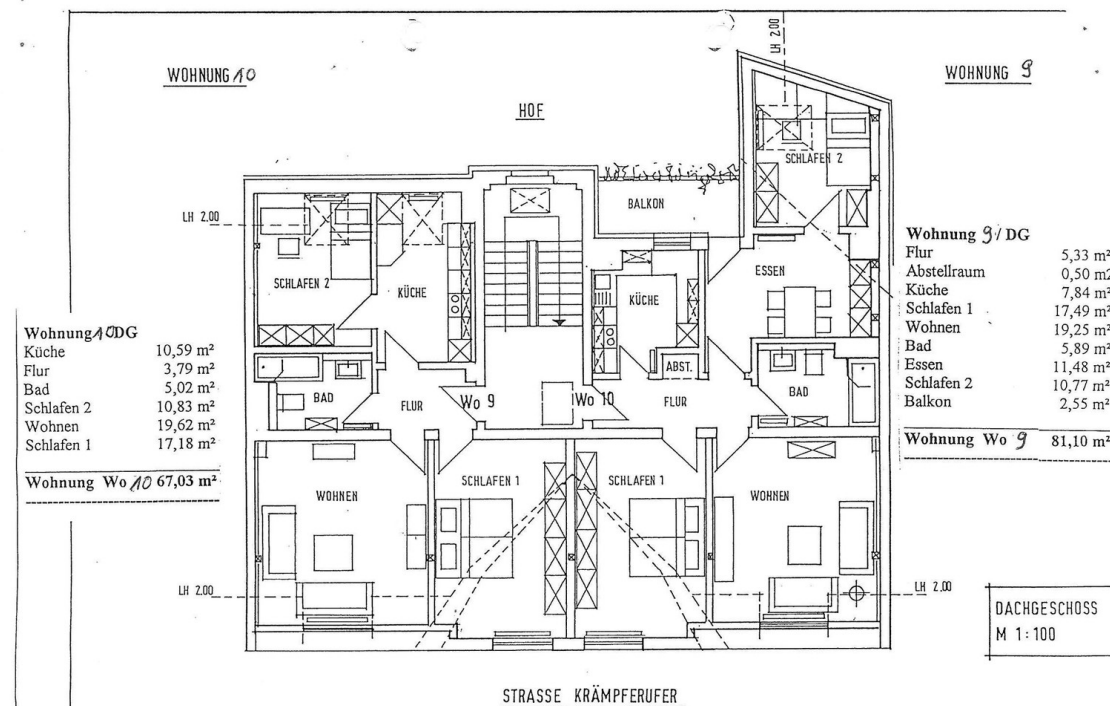 WOHNUNG 10
WOHNUNG 9
HOF
LH 2.00
SCHLAFEN 2
BALKON
LH 2.00
SCHLAFEN 2
KÜCHE
KÜCHE
ESSEN
Wohnung 9 / DG
Flur 5,33 m²
Abstellraum 0,50 m2
Küche 7,84 m²
Schlafen 1 17,49 m²
Wohnen 19,25 m²
Bad 5,89 m²
Essen 11,48 m²
Schlafen 2 10,77 m²
Balkon 2,55 m²
Wohnung Wo 9 81,10 m²
Wohnung 10 DG
Küche 10,59 m²
Flur 3,79 m²
Bad 5,02 m²
Schlafen 2 10,83 m²
Wohnen 19,62 m²
Schlafen 1 17,18 m²
Wohnung Wo 10 67,03 m²
ABST.
BAD
FLUR
Wo 9
Wo 10
FLUR
BAD
WOHNEN
SCHLAFEN 1
SCHLAFEN 1
WOHNEN
LH 2.00
LH 2.00
DACHGESCHOSS
M 1:100
STRASSE KRÄMPFERUFER